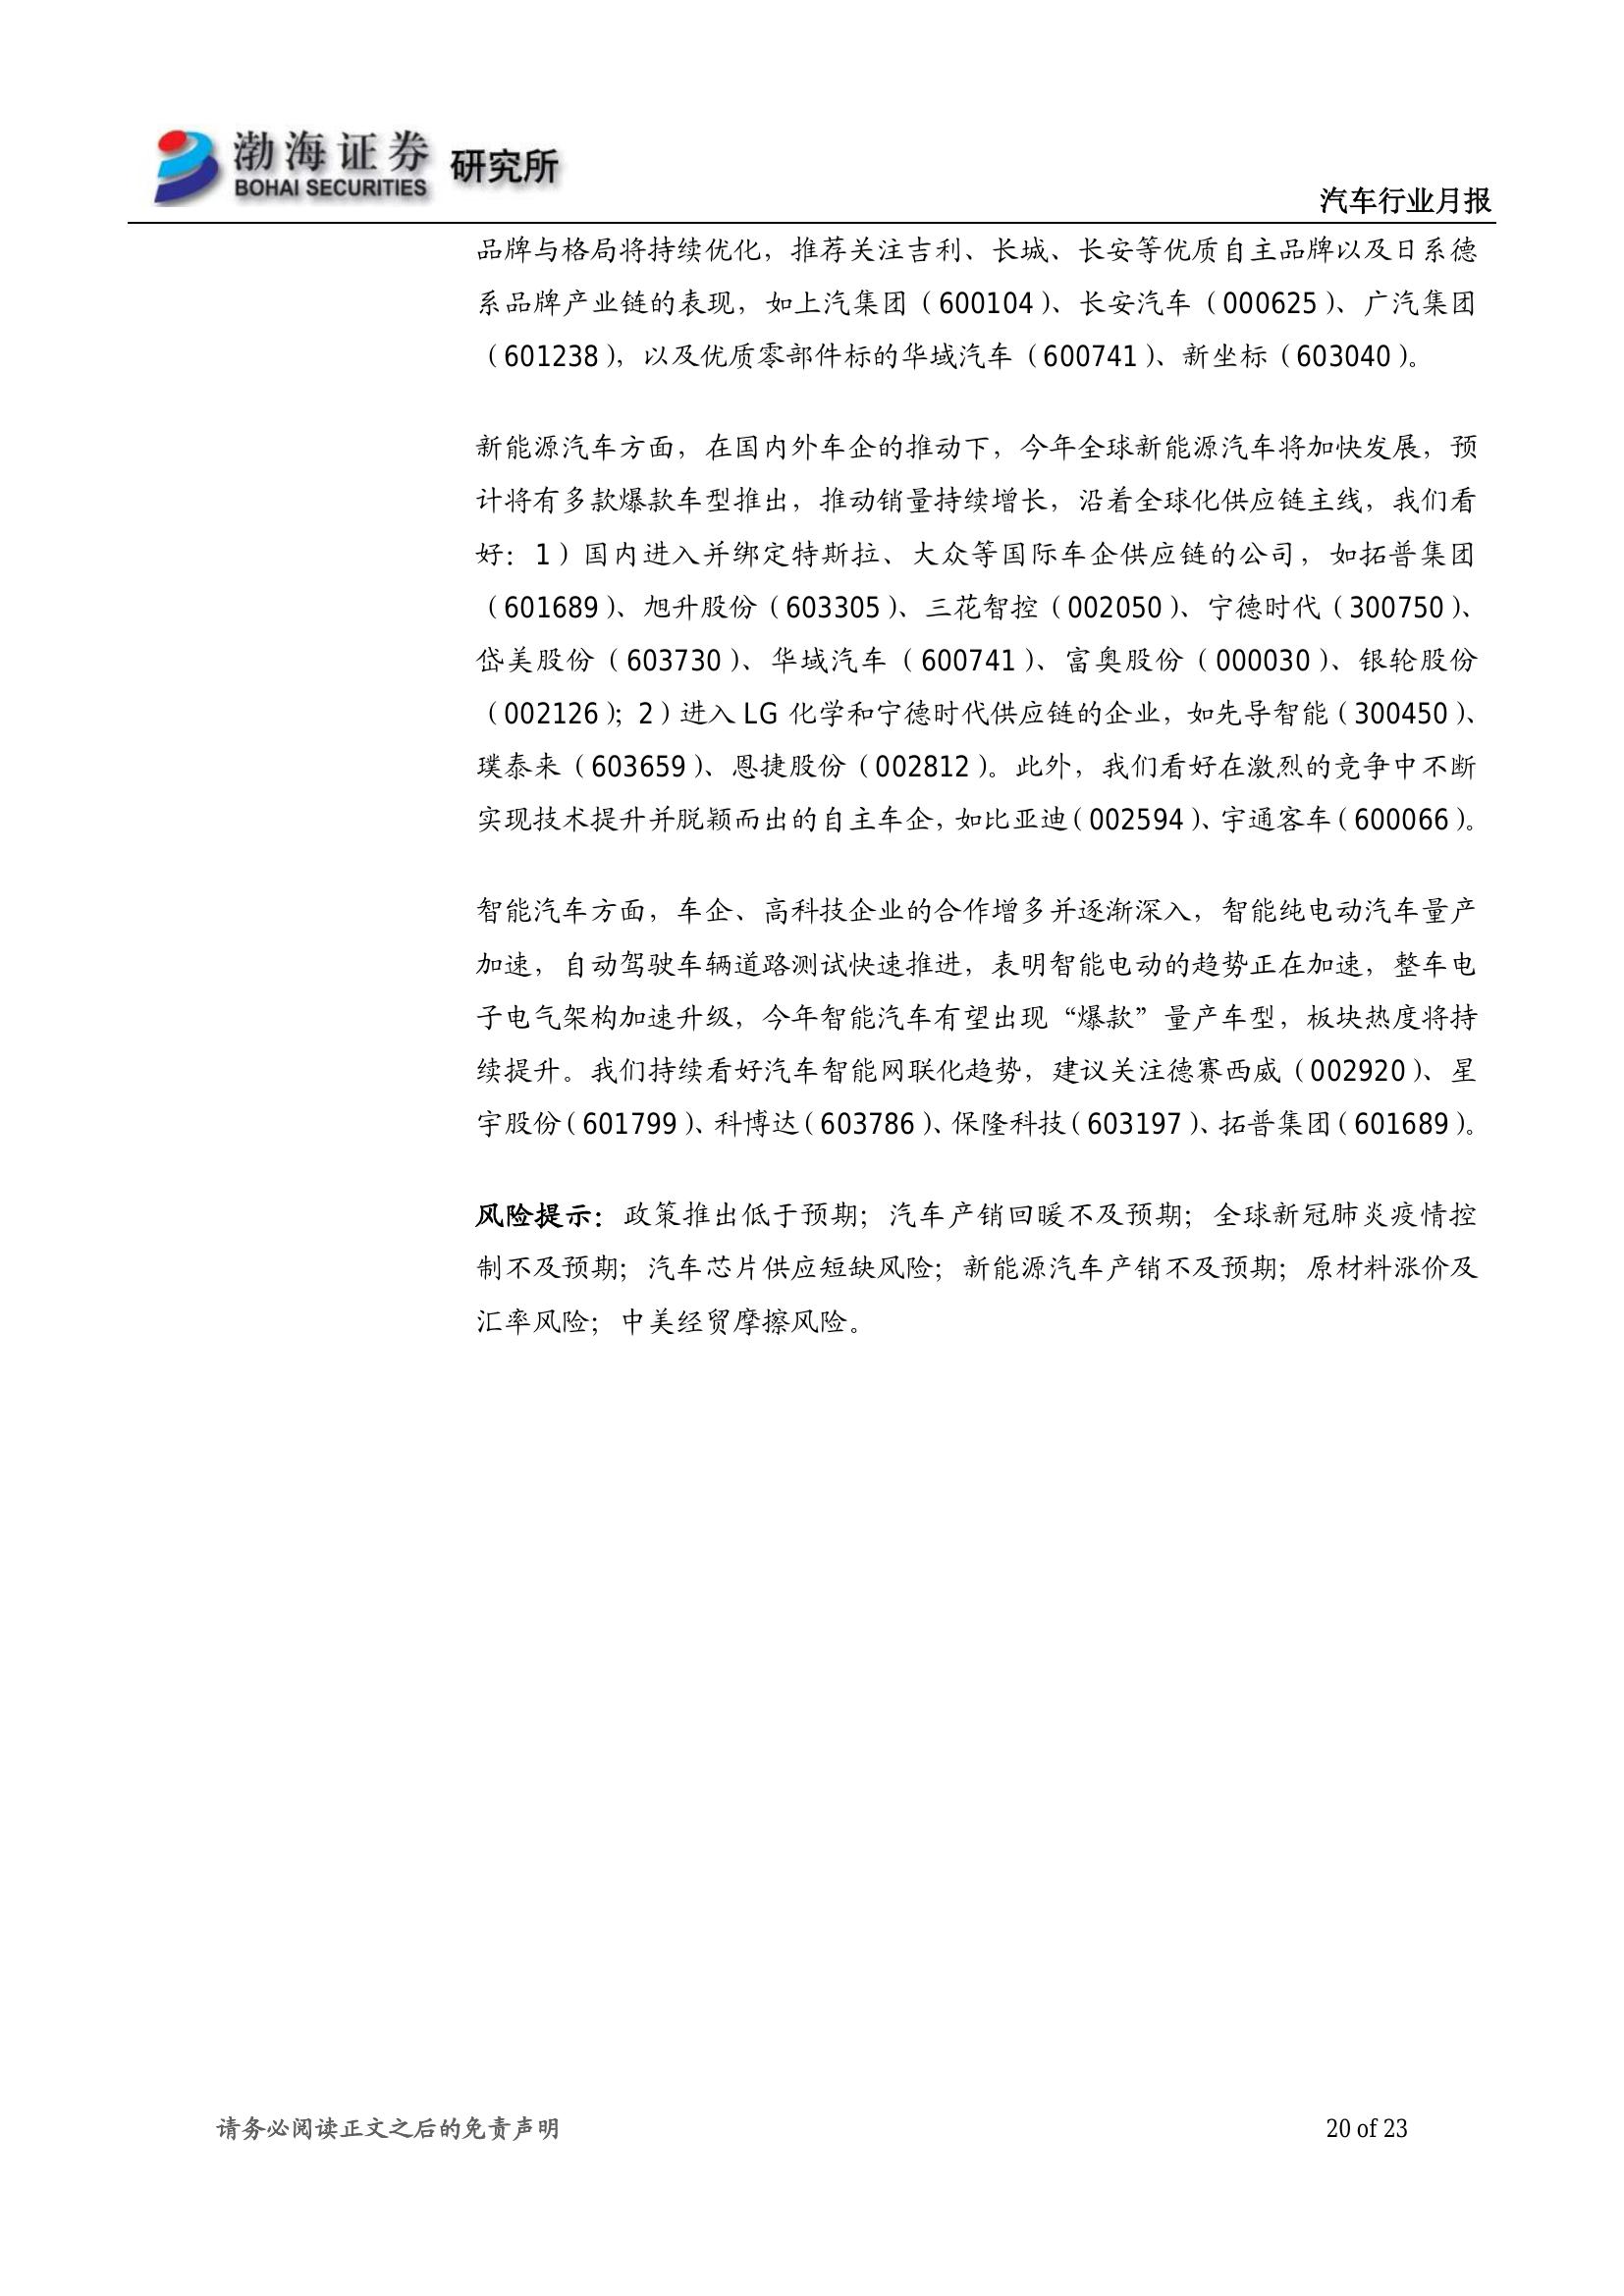 渤海证券 研究所
BOHAI SECURITIES
汽车行业月报
品牌与格局将持续优化，推荐关注吉利、长城、长安等优质自主品牌以及日系德
系品牌产业链的表现，如上汽集团（600104）、长安汽车（000625）、广汽集团
（601238），以及优质零部件标的华域汽车（600741）、新坐标（603040）。
新能源汽车方面，在国内外车企的推动下，今年全球新能源汽车将加快发展，预
计将有多款爆款车型推出，推动销量持续增长，沿着全球化供应链主线，我们看
好：1）国内进入并绑定特斯拉、大众等国际车企供应链的公司，如拓普集团
（601689）、旭升股份（603305）、三花智控（002050）、宁德时代（300750）、
岱美股份（603730）、华域汽车（600741）、富奥股份（000030）、银轮股份
（002126）；2）进入 LG 化学和宁德时代供应链的企业，如先导智能（300450）、
璞泰来（603659）、恩捷股份（002812）。此外，我们看好在激烈的竞争中不断
实现技术提升并脱颖而出的自主车企，如比亚迪（002594）、宇通客车（600066）。
智能汽车方面，车企、高科技企业的合作增多并逐渐深入，智能纯电动汽车量产
加速，自动驾驶车辆道路测试快速推进，表明智能电动的趋势正在加速，整车电
子电气架构加速升级，今年智能汽车有望出现“爆款”量产车型，板块热度将持
续提升。我们持续看好汽车智能网联化趋势，建议关注德赛西威（002920）、星
宇股份（601799）、科博达（603786）、保隆科技（603197）、拓普集团（601689）。
风险提示：政策推出低于预期；汽车产销回暖不及预期；全球新冠肺炎疫情控
制不及预期；汽车芯片供应短缺风险；新能源汽车产销不及预期；原材料涨价及
汇率风险；中美经贸摩擦风险。
请务必阅读正文之后的免责声明
20 of 23